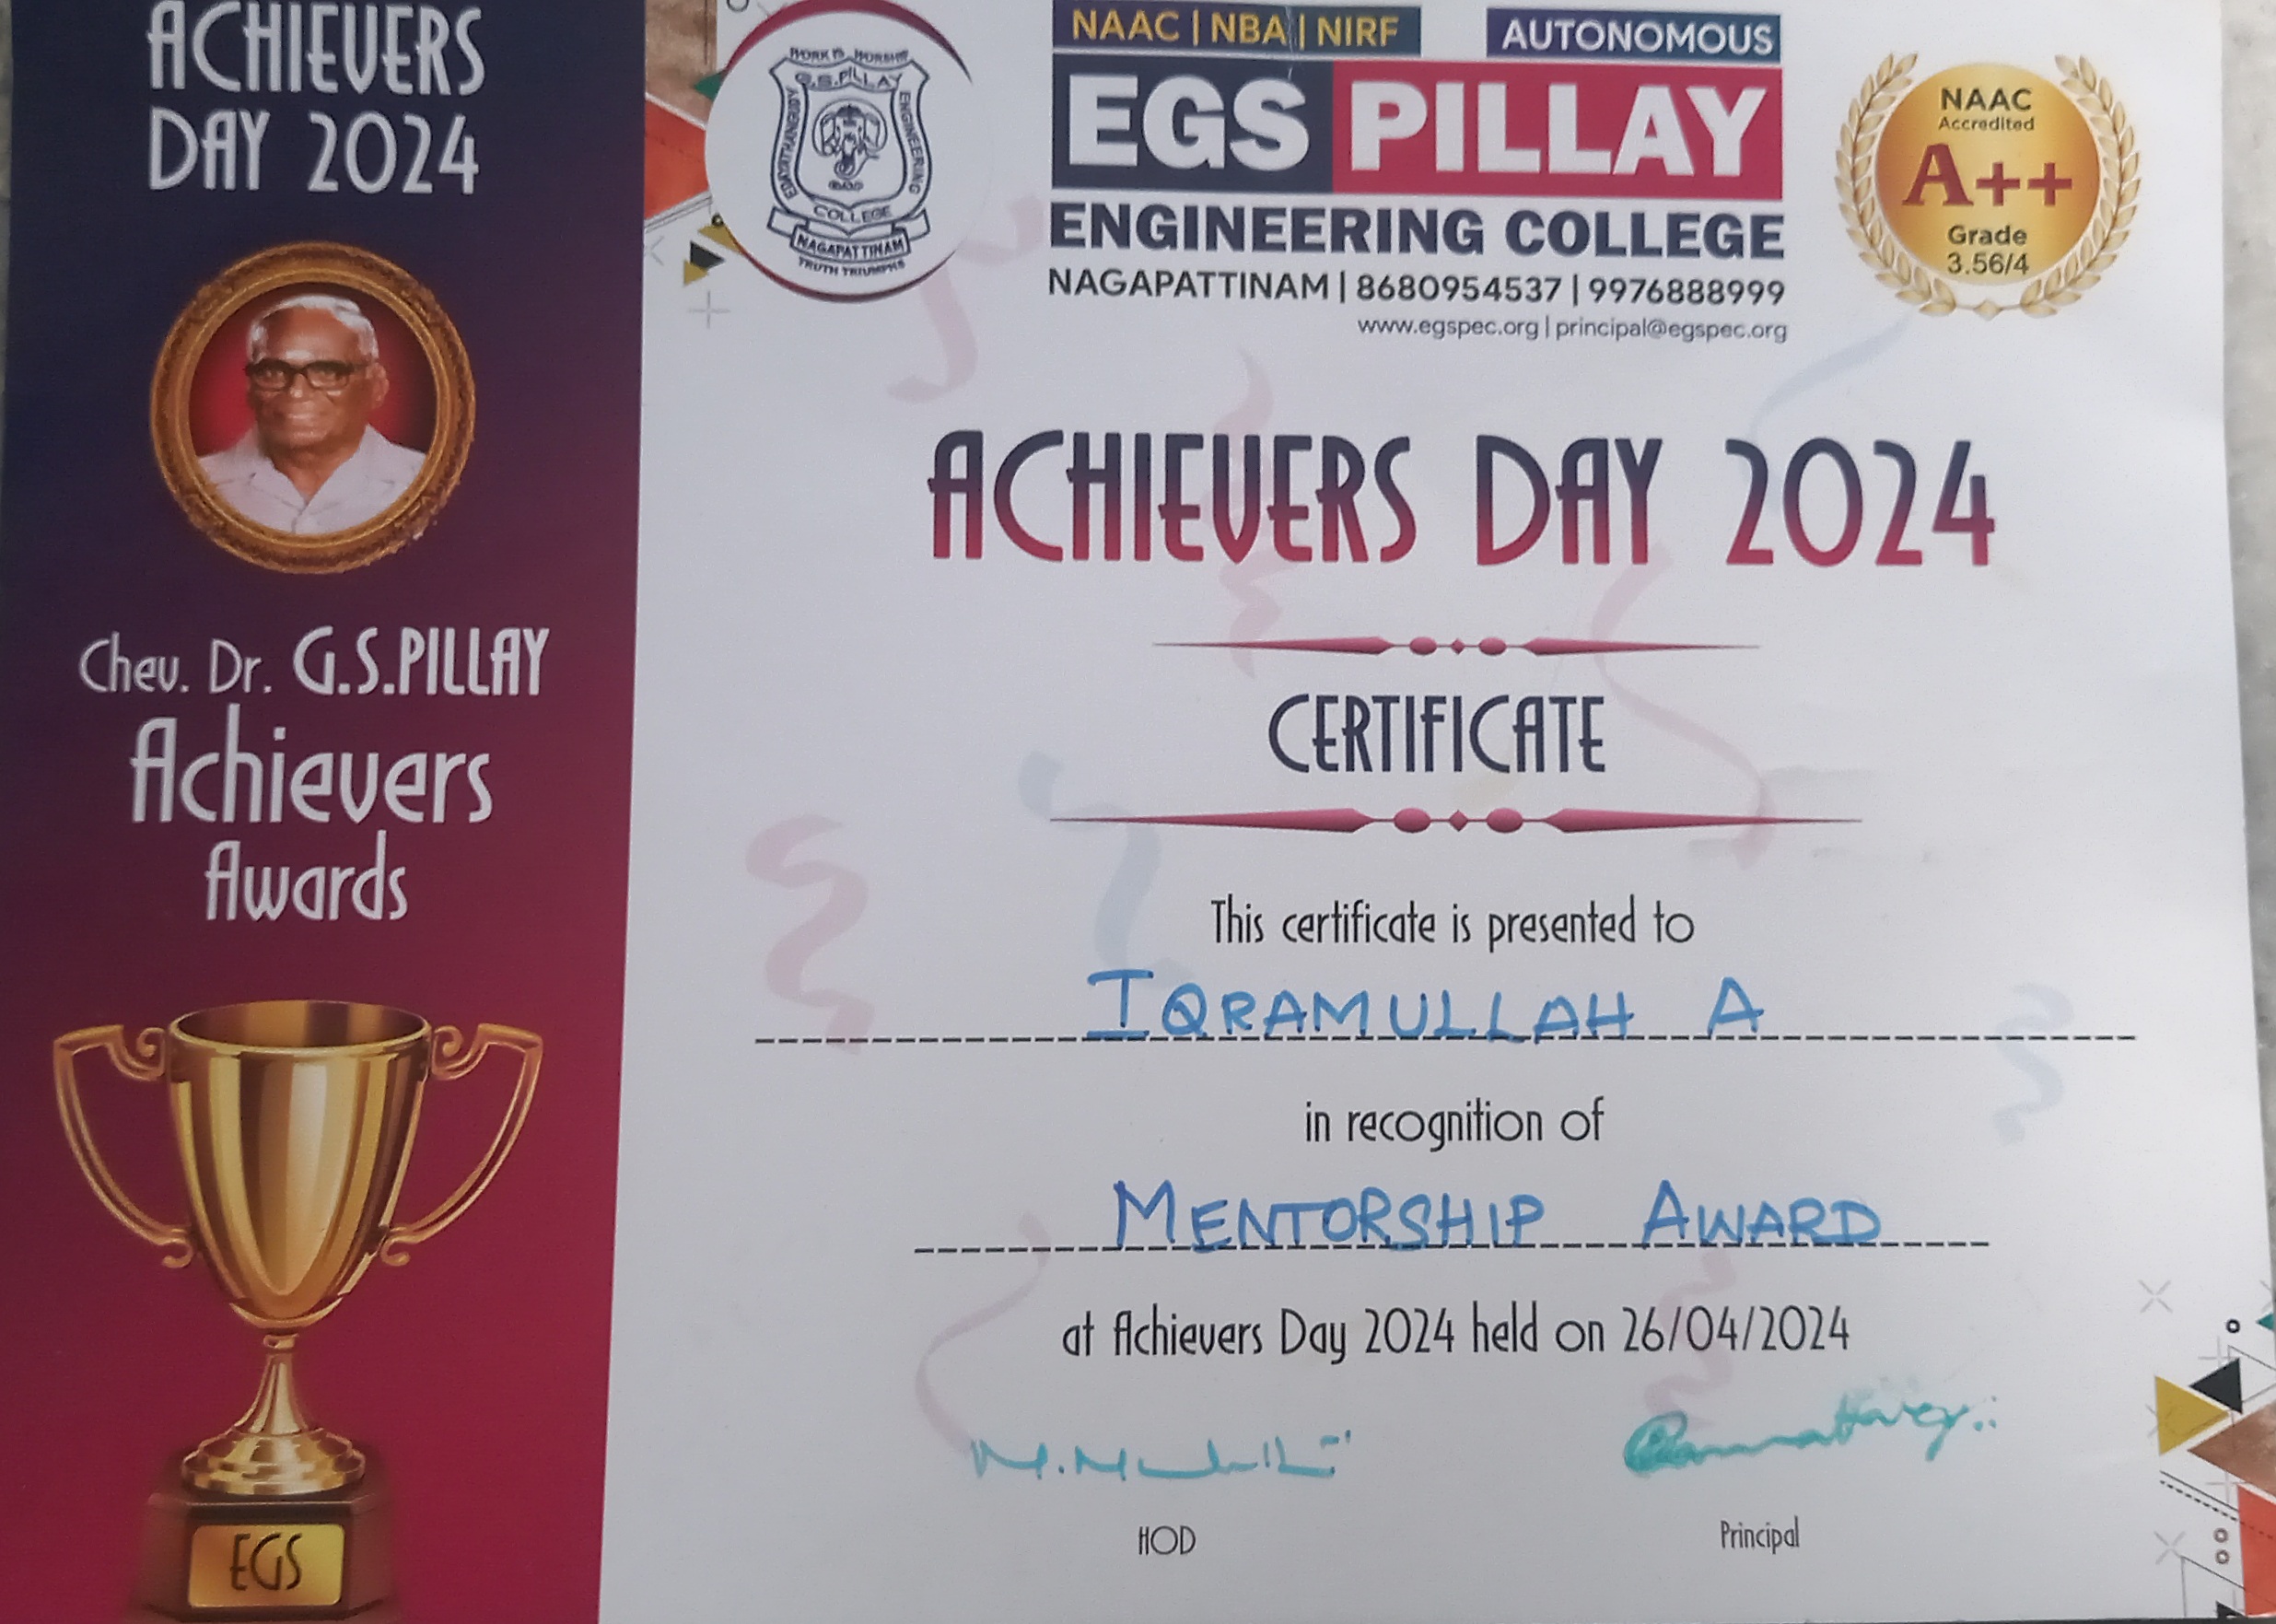 ACHIEVERS
DAY 2024
Chev. Dr. G.S.PILLAY
Achievers
Awards
EGS
WORK IS WORSHIP
E.G.S. PILLAY
ENGINEERING
COLLEGE
NAGAPATTINAM
TRUTH TRIUMPHS
NAAC | NBA | NIRF
AUTONOMOUS
EGS PILLAY
ENGINEERING COLLEGE
NAGAPATTINAM | 8680954537 | 9976888999
www.egspec.org | principal@egspec.org
NAAC
Accredited
A++
Grade
3.56/4
ACHIEVERS DAY 2024
CERTIFICATE
This certificate is presented to
IQRAMULLAH A
in recognition of
MENTORSHIP AWARD
at Achievers Day 2024 held on 26/04/2024
HOD
Principal